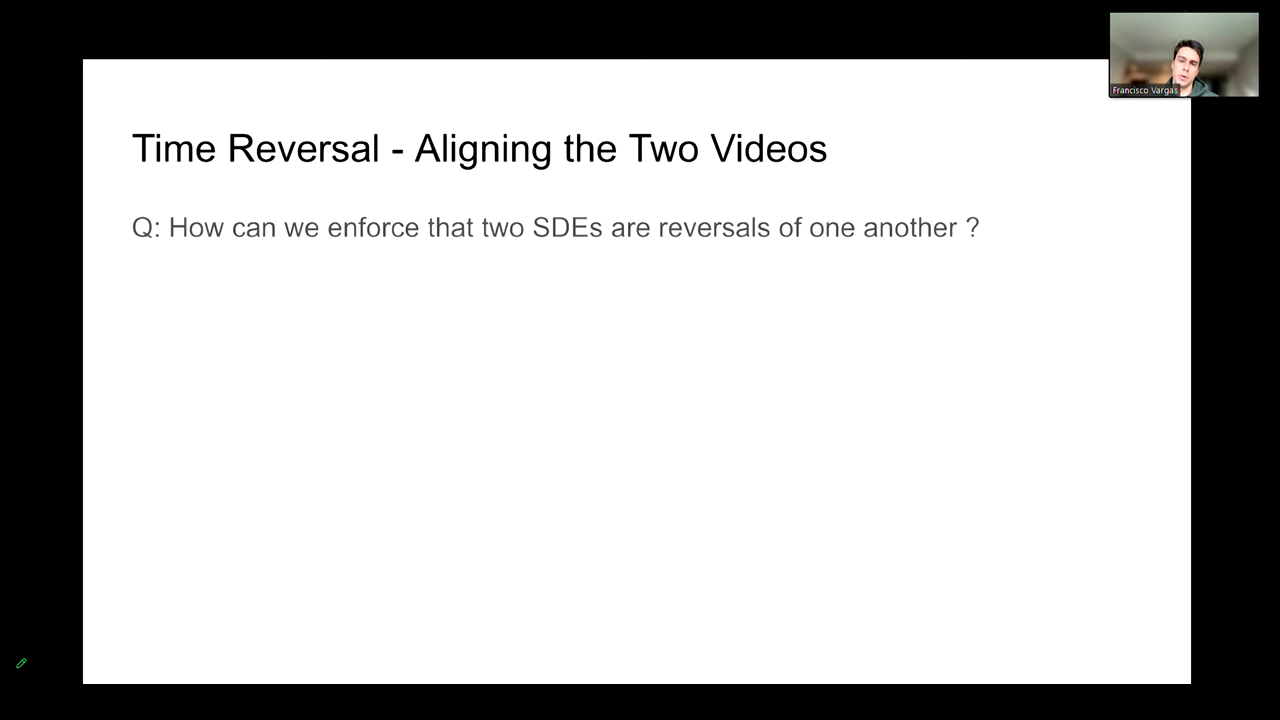 Francisco Vargas
Time Reversal - Aligning the Two Videos
Q: How can we enforce that two SDEs are reversals of one another ?